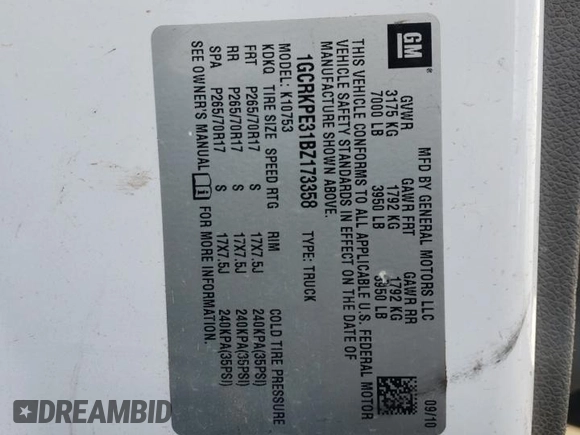 GM
®
MFD BY GENERAL MOTORS LLC
09/10
GVWR GAWR FRT GAWR RR
3175 KG 1792 KG 1792 KG
7000 LB 3950 LB 3950 LB
THIS VEHICLE CONFORMS TO ALL APPLICABLE U.S. FEDERAL MOTOR
VEHICLE SAFETY STANDARDS IN EFFECT ON THE DATE OF
MANUFACTURE SHOWN ABOVE.
1GCRKPE31BZ173358 TYPE: TRUCK
MODEL: K10753
KDKQ TIRE SIZE SPEED RTG RIM COLD TIRE PRESSURE
FRT P265/70R17 S 17X7.5J 240KPA(35PSI)
RR P265/70R17 S 17X7.5J 240KPA(35PSI)
SPA P265/70R17 S 17X7.5J 240KPA(35PSI)
SEE OWNER'S MANUAL i FOR MORE INFORMATION.
DREAMBID